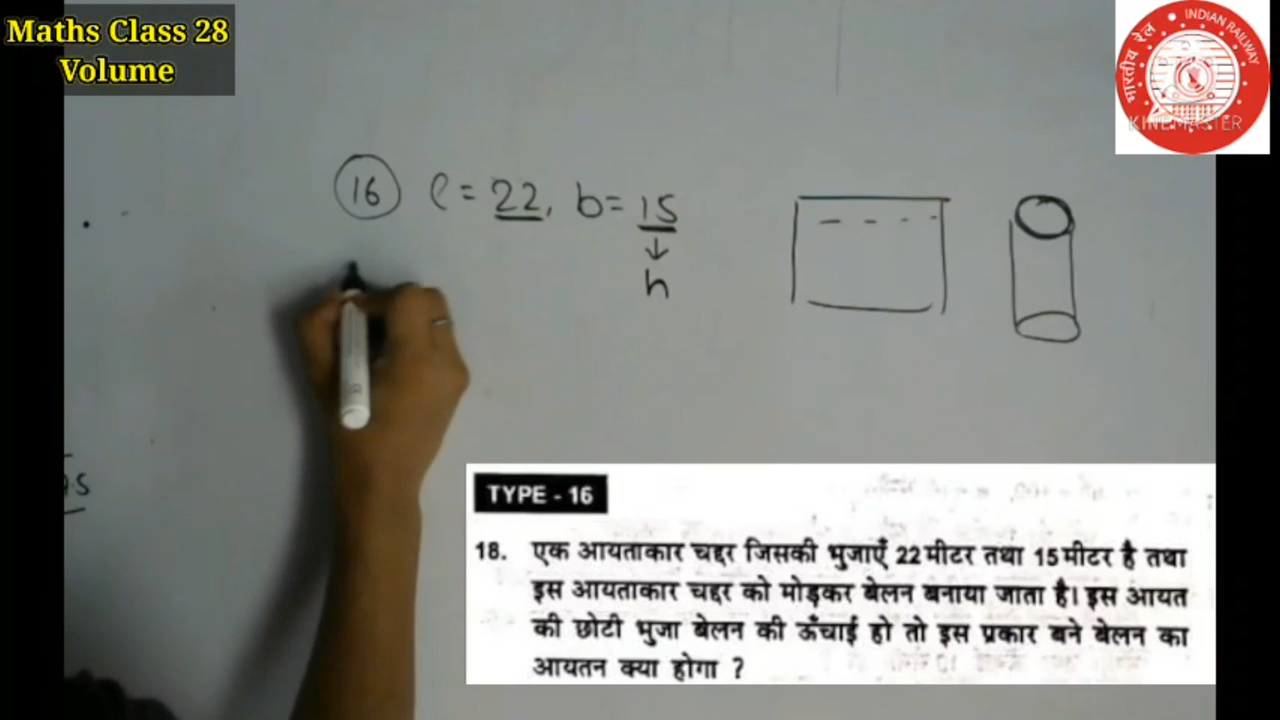 Maths Class 28
Volume
भारतीय रेल
INDIAN RAILWAY
KINEMASTER
16 l = 22, b = 15
h
TYPE - 16
18. एक आयताकार चद्दर जिसकी भुजाएँ 22 मीटर तथा 15 मीटर है तथा
इस आयताकार चद्दर को मोड़कर बेलन बनाया जाता है। इस आयत
की छोटी भुजा बेलन की ऊँचाई हो तो इस प्रकार बने बेलन का
आयतन क्या होगा ?